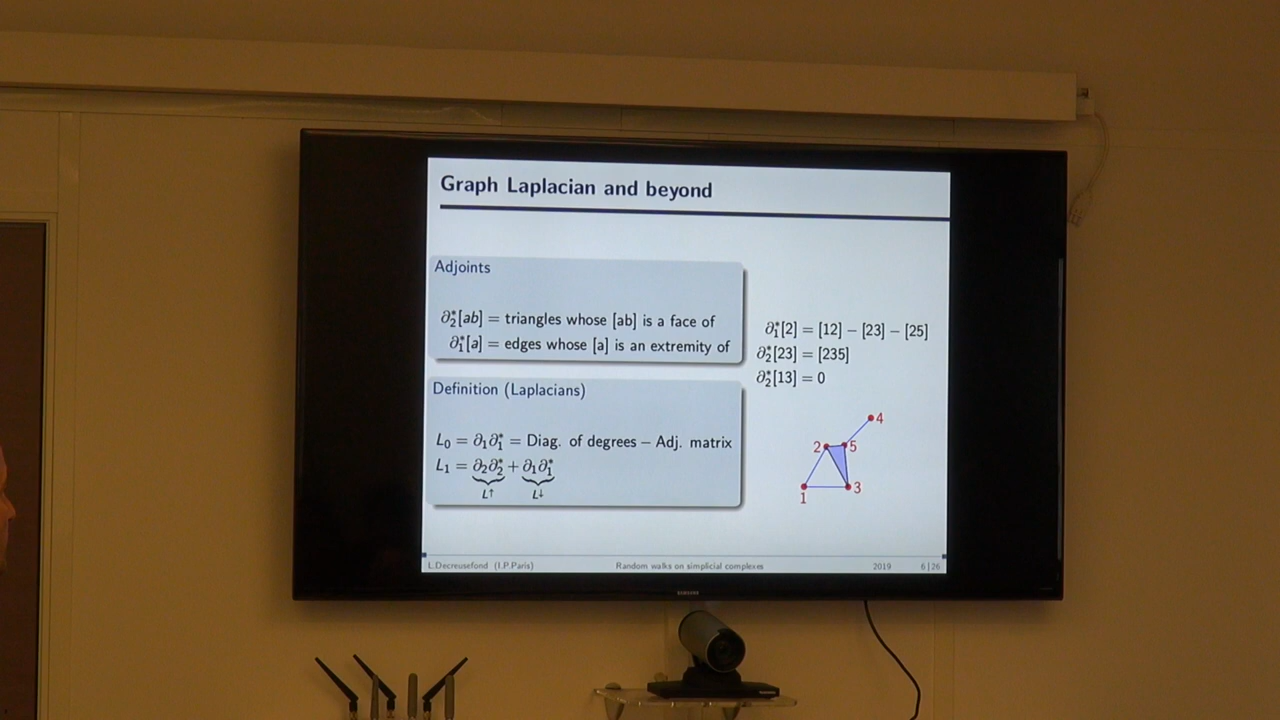 Graph Laplacian and beyond
Adjoints
∂₂*[ab] = triangles whose [ab] is a face of
∂₁*[a] = edges whose [a] is an extremity of
Definition (Laplacians)
L₀ = ∂₁∂₁* = Diag. of degrees − Adj. matrix
L₁ = ∂₂∂₂* + ∂₁∂₁*
L↑ L↓
∂₁*[2] = [12] − [23] − [25]
∂₂*[23] = [235]
∂₂*[13] = 0
4
2 5
1 3
L.Decreusefond (I.P.Paris) Random walks on simplicial complexes 2019 6|26
SAMSUNG